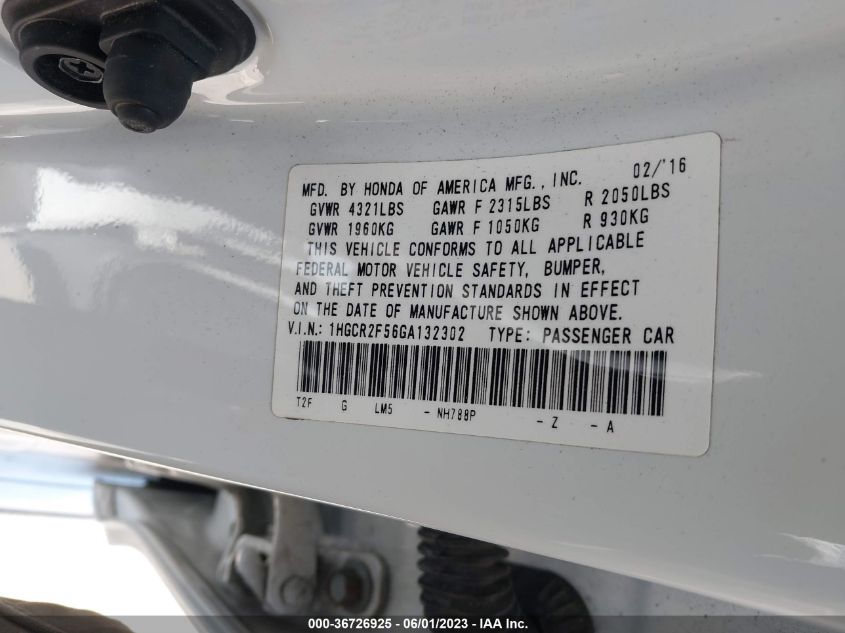 MFD. BY HONDA OF AMERICA MFG., INC. 02/'16
GVWR 4321LBS GAWR F 2315LBS R 2050LBS
GVWR 1960KG GAWR F 1050KG R 930KG
THIS VEHICLE CONFORMS TO ALL APPLICABLE
FEDERAL MOTOR VEHICLE SAFETY, BUMPER,
AND THEFT PREVENTION STANDARDS IN EFFECT
ON THE DATE OF MANUFACTURE SHOWN ABOVE.
V.I.N.: 1HGCR2F56GA132302 TYPE: PASSENGER CAR
T2F G LM5 - NH788P - Z - A
000-36726925 - 06/01/2023 - IAA Inc.